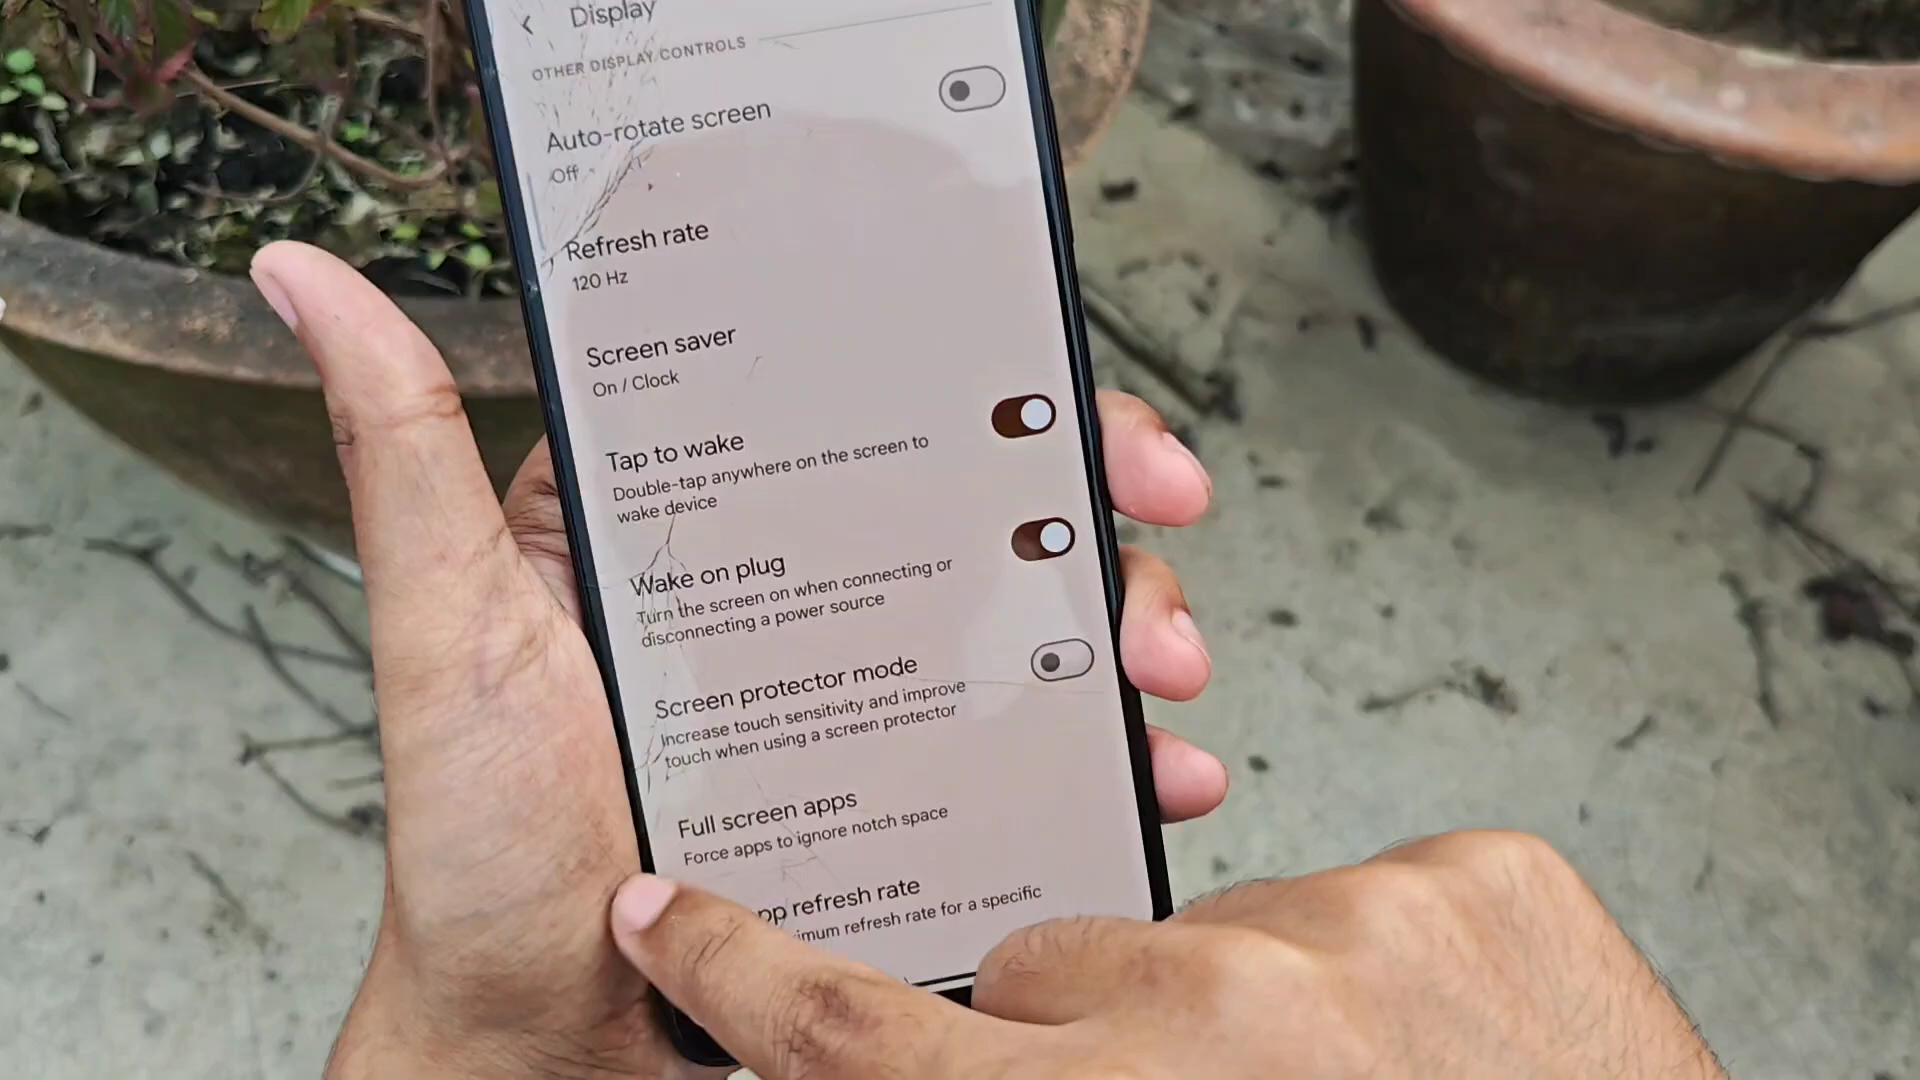 Display
OTHER DISPLAY CONTROLS
Auto-rotate screen
Off
Refresh rate
120 Hz
Screen saver
On / Clock
Tap to wake
Double-tap anywhere on the screen to
wake device
Wake on plug
Turn the screen on when connecting or
disconnecting a power source
Screen protector mode
Increase touch sensitivity and improve
touch when using a screen protector
Full screen apps
Force apps to ignore notch space
refresh rate
refresh rate for a specific